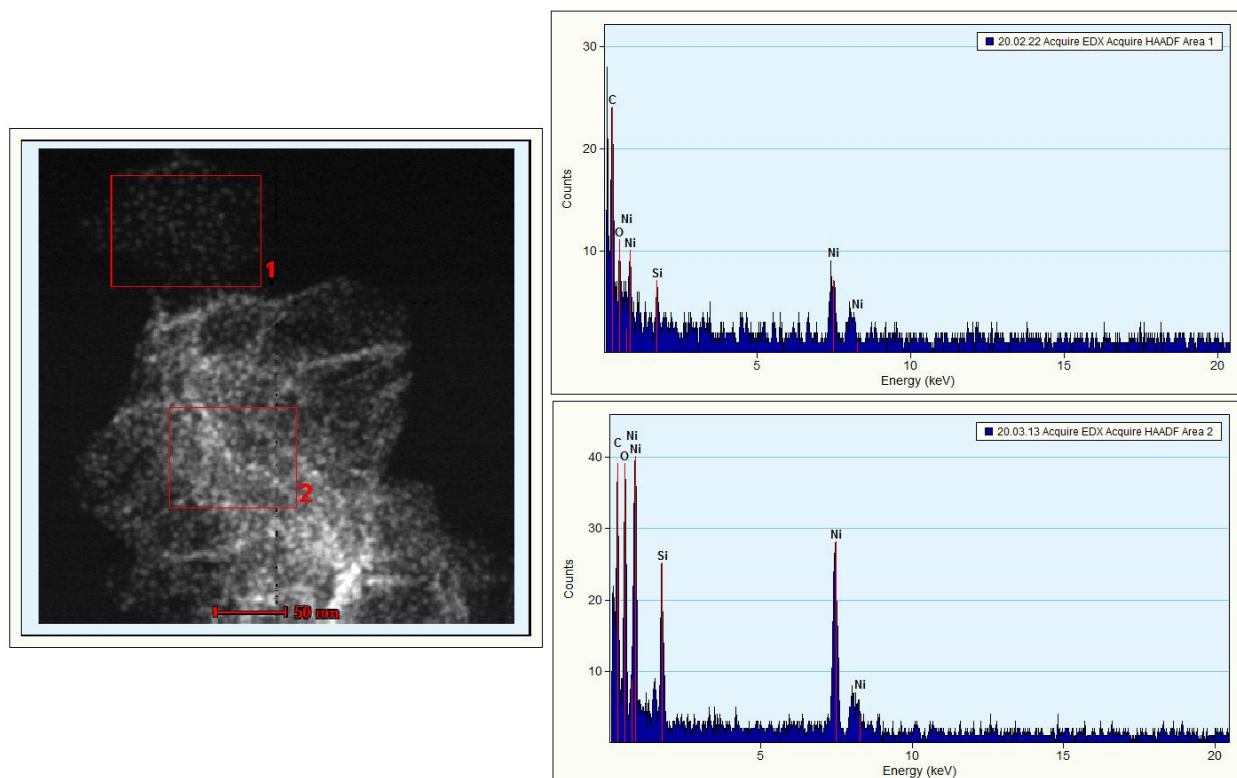 1
2
50 nm
20.02.22 Acquire EDX Acquire HAADF Area 1
30
20
10
Counts
C
O
Ni
Ni
Si
Ni
Ni
5
10
15
20
Energy (keV)
20.03.13 Acquire EDX Acquire HAADF Area 2
40
30
20
10
Counts
C
O
Ni
Ni
Si
Ni
Ni
5
10
15
20
Energy (keV)